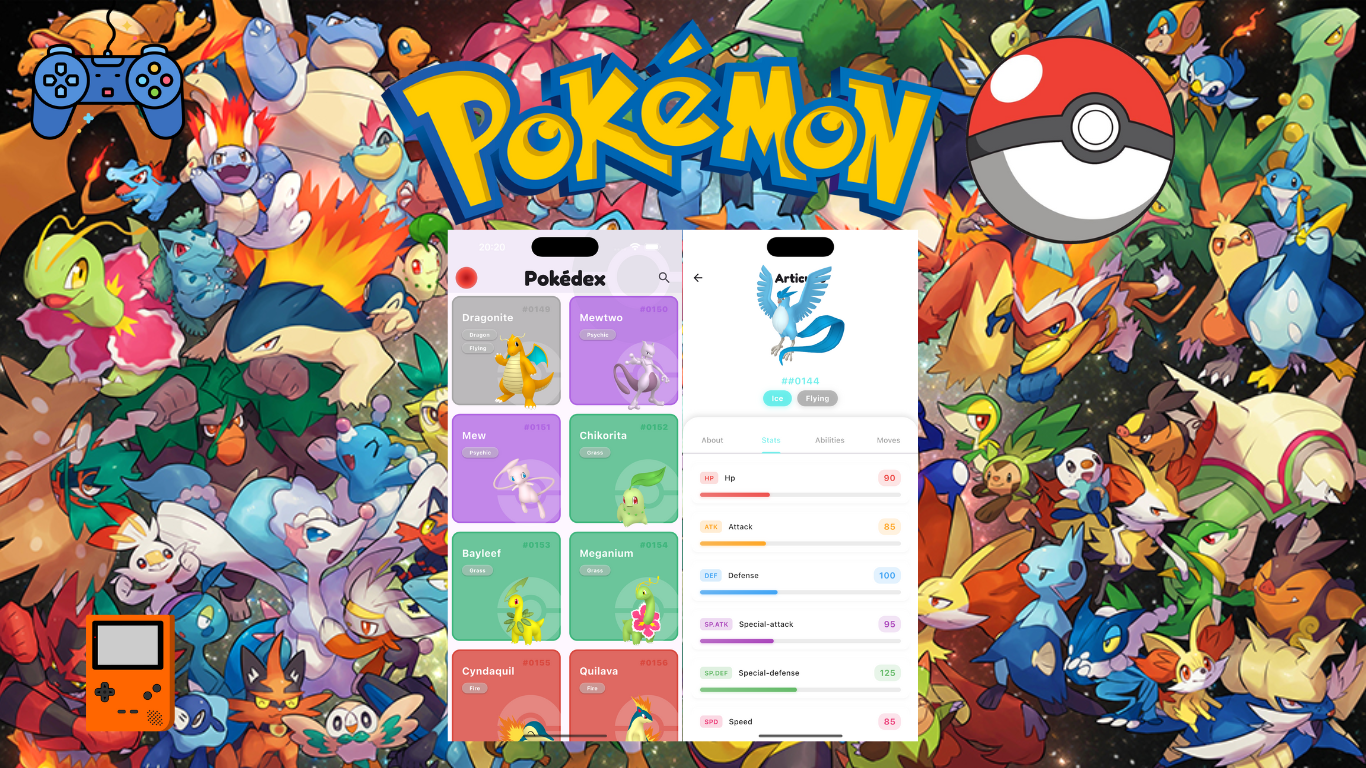 POKÉMON
20:20
Pokédex
#0149
Dragonite
Dragon
Flying
#0150
Mewtwo
Psychic
#0151
Mew
Psychic
#0152
Chikorita
Grass
#0153
Bayleef
Grass
#0154
Meganium
Grass
#0155
Cyndaquil
Fire
#0156
Quilava
Fire
##0144
Ice
Flying
About Stats Abilities Moves
HP Hp 90
ATK Attack 85
DEF Defense 100
SP.ATK Special-attack 95
SP.DEF Special-defense 125
SPD Speed 85